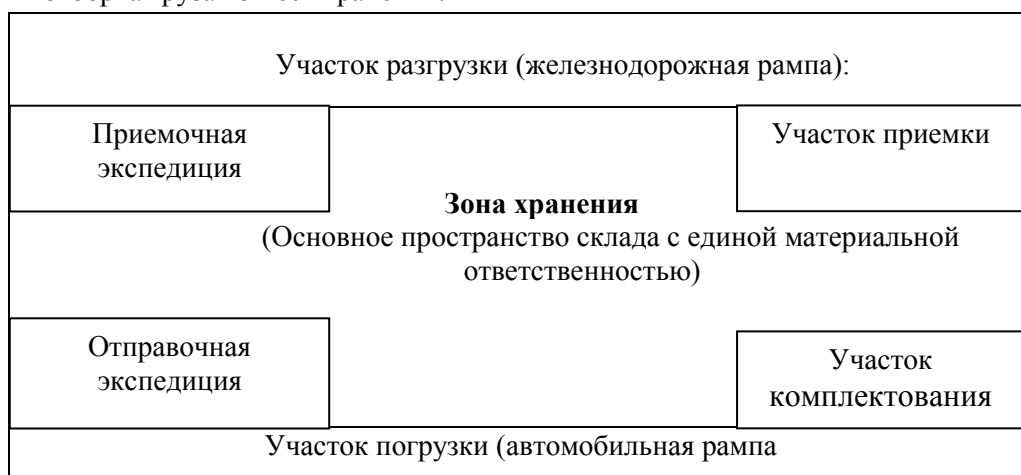 Участок разгрузки (железнодорожная рампа):
Приемочная
экспедиция
Участок приемки
Зона хранения
(Основное пространство склада с единой материальной
ответственностью)
Отправочная
экспедиция
Участок
комплектования
Участок погрузки (автомобильная рампа